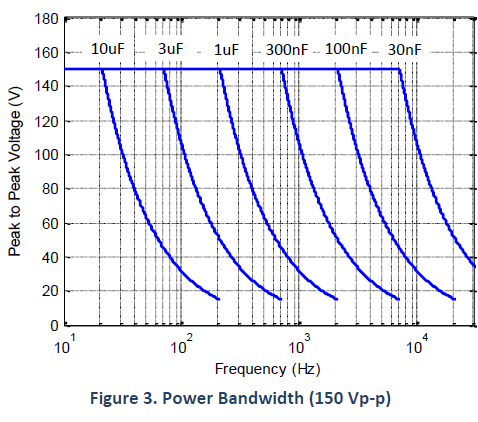 180
160
140
120
100
80
60
40
20
0
Peak to Peak Voltage (V)
10uF 3uF 1uF 300nF 100nF 30nF
10^1 10^2 10^3 10^4
Frequency (Hz)
Figure 3. Power Bandwidth (150 Vp-p)